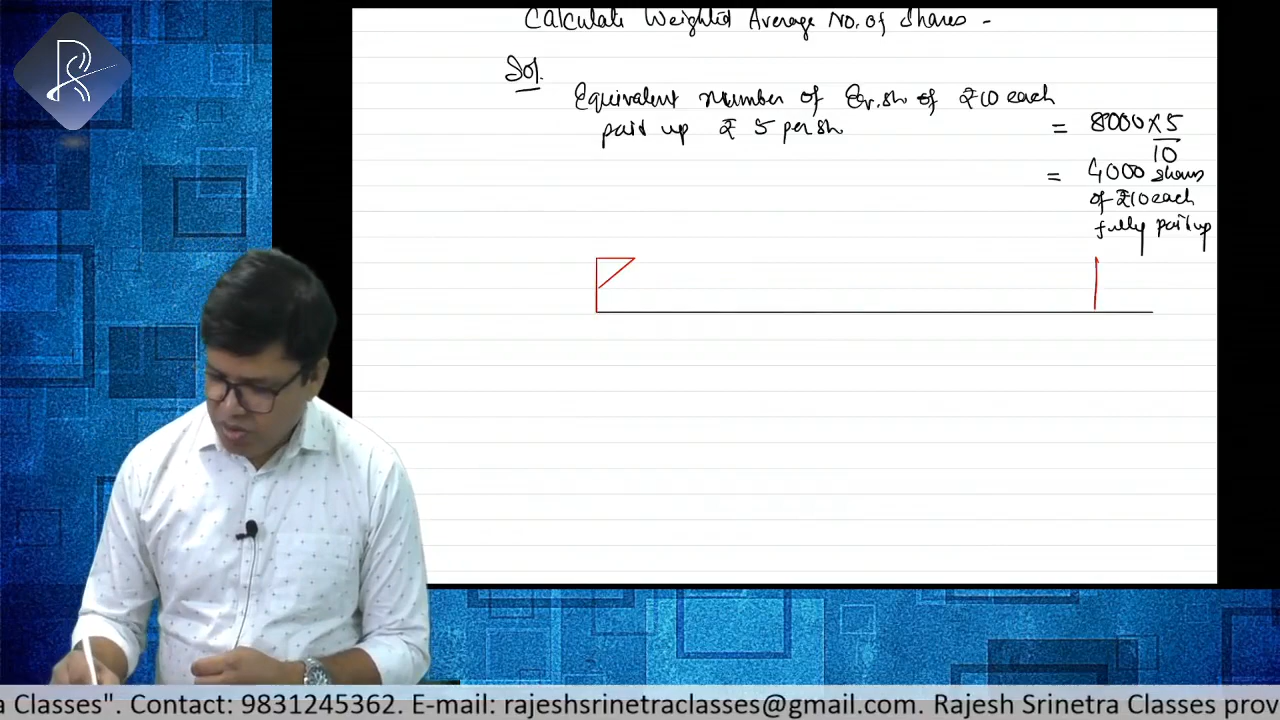 Calculate Weighted Average No. of Shares -
Sol.
Equivalent number of Eq. sh of ₹10 each
paid up ₹ 5 per sh
= 8000 × 5
10
= 4000 shares
of ₹10 each
fully paid up
a Classes". Contact: 9831245362. E-mail: rajeshsrinetraclasses@gmail.com. Rajesh Srinetra Classes prov